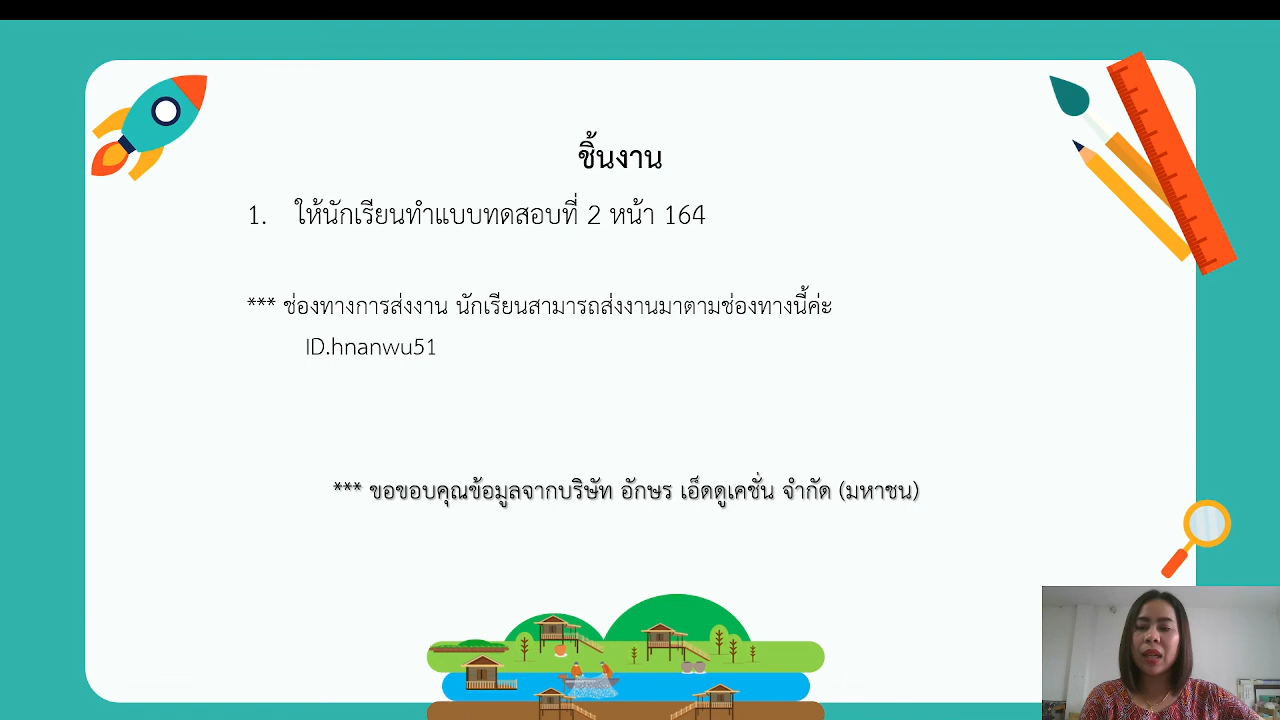 ชิ้นงาน
1. ให้นักเรียนทำแบบทดสอบที่ 2 หน้า 164
*** ช่องทางการส่งงาน นักเรียนสามารถส่งงานมาตามช่องทางนี้ค่ะ
ID.hnanwu51
*** ขอขอบคุณข้อมูลจากบริษัท อักษร เอ็ดดูเคชั่น จำกัด (มหาชน)